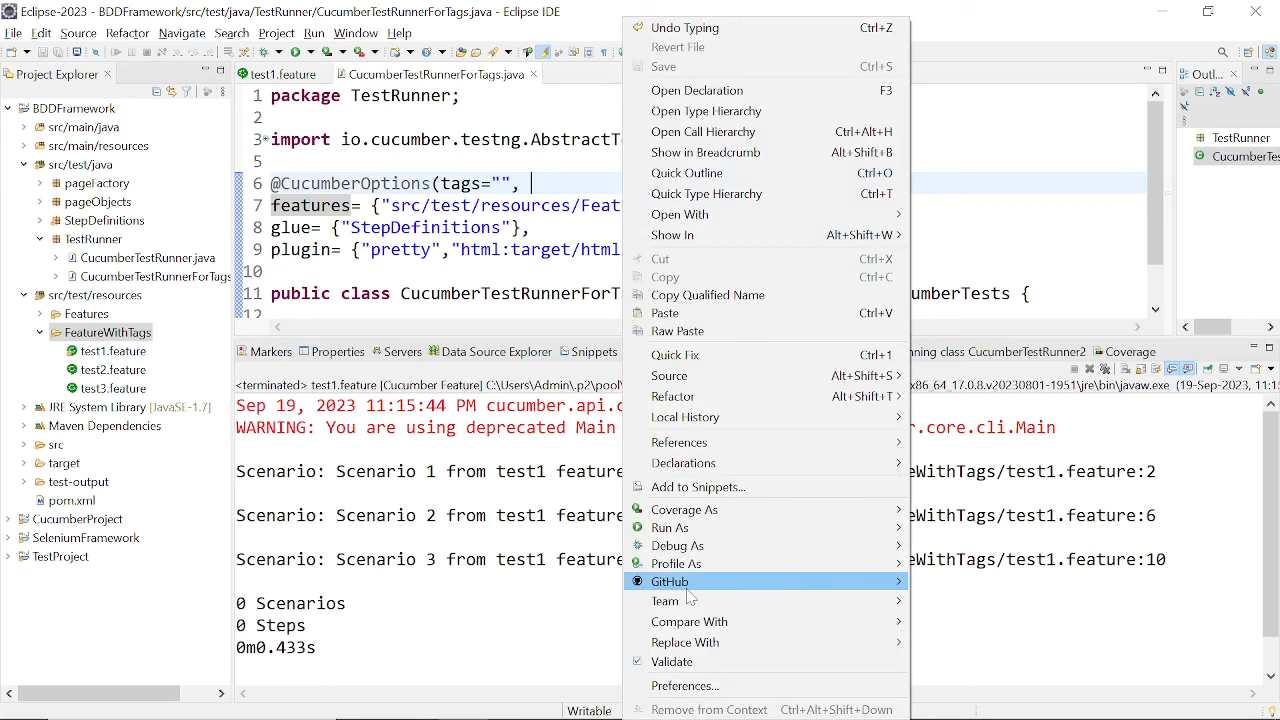 Eclipse-2023 - BDDFramework/src/test/java/TestRunner/CucumberTestRunnerForTags.java - Eclipse IDE
File Edit Source Refactor Navigate Search Project Run Window Help
Project Explorer
BDDFramework
src/main/java
src/main/resources
src/test/java
pageFactory
pageObjects
StepDefinitions
TestRunner
CucumberTestRunner.java
CucumberTestRunnerForTags
src/test/resources
Features
FeatureWithTags
test1.feature
test2.feature
test3.feature
JRE System Library [JavaSE-1.7]
Maven Dependencies
src
target
test-output
pom.xml
CucumberProject
SeleniumFramework
TestProject
test1.feature CucumberTestRunnerForTags.java
1 package TestRunner;
2
3 import io.cucumber.testng.AbstractT
5
6 @CucumberOptions(tags="",
7 features= {"src/test/resources/Feat
8 glue= {"StepDefinitions"},
9 plugin= {"pretty","html:target/html
10
11 public class CucumberTestRunnerForT umberTests {
12
Markers Properties Servers Data Source Explorer Snippets nning class CucumberTestRunner2 Coverage
<terminated> test1.feature [Cucumber Feature] C:\Users\Admin\.p2\pool\ x86_64_17.0.8.v20230801-1951\jre\bin\javaw.exe (19-Sep-2023, 11:1
Sep 19, 2023 11:15:44 PM cucumber.api.c
WARNING: You are using deprecated Main r.core.cli.Main
Scenario: Scenario 1 from test1 feature eWithTags/test1.feature:2
Scenario: Scenario 2 from test1 feature eWithTags/test1.feature:6
Scenario: Scenario 3 from test1 feature eWithTags/test1.feature:10
0 Scenarios
0 Steps
0m0.433s
Undo Typing Ctrl+Z
Revert File
Save Ctrl+S
Open Declaration F3
Open Type Hierarchy
Open Call Hierarchy Ctrl+Alt+H
Show in Breadcrumb Alt+Shift+B
Quick Outline Ctrl+O
Quick Type Hierarchy Ctrl+T
Open With
Show In Alt+Shift+W
Cut Ctrl+X
Copy Ctrl+C
Copy Qualified Name
Paste Ctrl+V
Raw Paste
Quick Fix Ctrl+1
Source Alt+Shift+S
Refactor Alt+Shift+T
Local History
References
Declarations
Add to Snippets...
Coverage As
Run As
Debug As
Profile As
GitHub
Team
Compare With
Replace With
Validate
Preferences...
Remove from Context Ctrl+Alt+Shift+Down
Outl...
TestRunner
CucumberTes
Writable